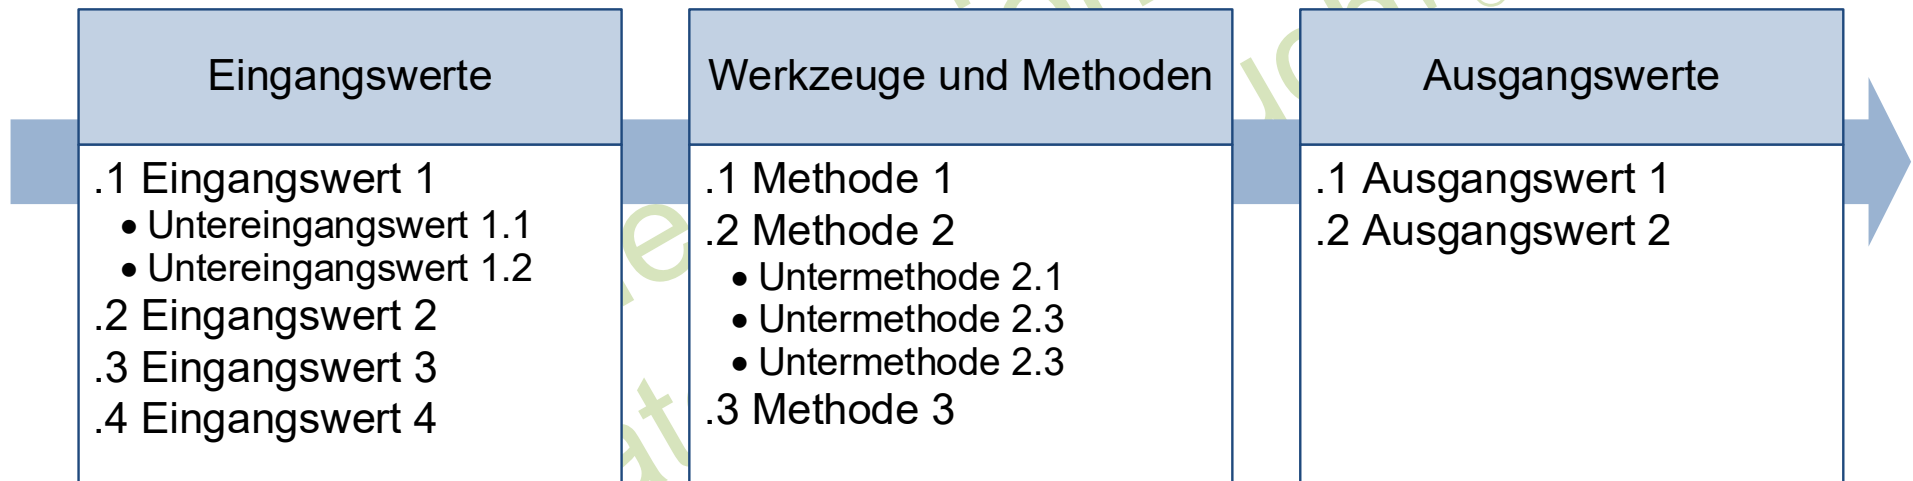 Eingangswerte
.1 Eingangswert 1
• Untereingangswert 1.1
• Untereingangswert 1.2
.2 Eingangswert 2
.3 Eingangswert 3
.4 Eingangswert 4
Werkzeuge und Methoden
.1 Methode 1
.2 Methode 2
• Untermethode 2.1
• Untermethode 2.3
• Untermethode 2.3
.3 Methode 3
Ausgangswerte
.1 Ausgangswert 1
.2 Ausgangswert 2